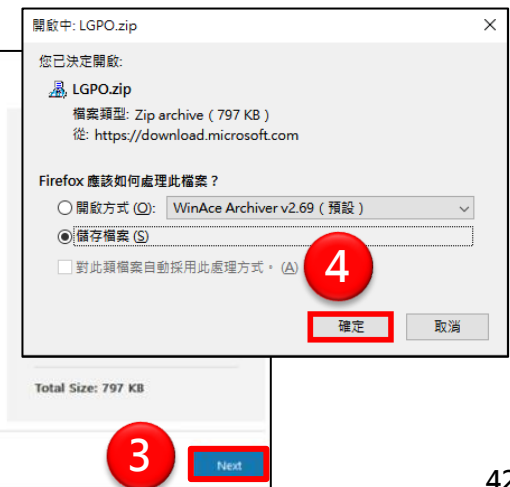 開啟中: LGPO.zip
您已決定開啟:
LGPO.zip
檔案類型: Zip archive（797 KB）
從: https://download.microsoft.com
Firefox 應該如何處理此檔案？
開啟方式 (O): WinAce Archiver v2.69（預設）
儲存檔案 (S)
對此類檔案自動採用此處理方式。(A)
4
確定 取消
Total Size: 797 KB
3 Next
42